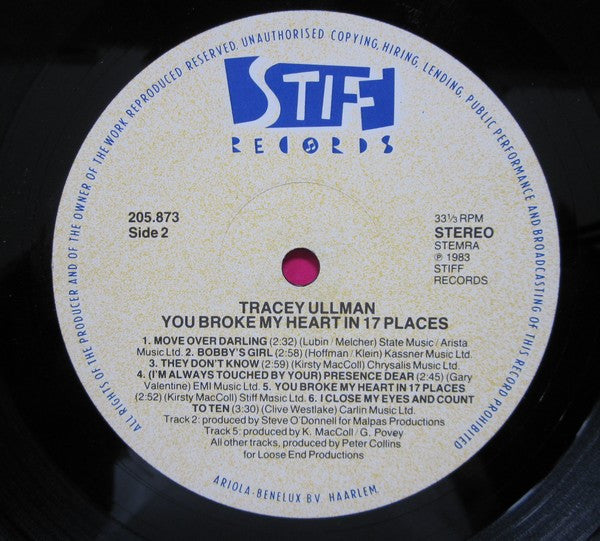 ALL RIGHTS OF THE PRODUCER AND OF THE OWNER OF THE WORK REPRODUCED RESERVED. UNAUTHORISED COPYING, HIRING, LENDING, PUBLIC PERFORMANCE AND BROADCASTING OF THIS RECORD PROHIBITED
STIFF
RECORDS
205.873
Side 2
33⅓ RPM
STEREO
STEMRA
℗ 1983
STIFF
RECORDS
TRACEY ULLMAN
YOU BROKE MY HEART IN 17 PLACES
1. MOVE OVER DARLING (2:32) (Lubin / Melcher) State Music / Arista
Music Ltd. 2. BOBBY'S GIRL (2:58) (Hoffman / Klein) Kassner Music Ltd.
3. THEY DON'T KNOW (2:59) (Kirsty MacColl) Chrysalis Music Ltd.
4. (I'M ALWAYS TOUCHED BY YOUR) PRESENCE DEAR (2:45) (Gary
Valentine) EMI Music Ltd. 5. YOU BROKE MY HEART IN 17 PLACES
(2:52) (Kirsty MacColl) Stiff Music Ltd. 6. I CLOSE MY EYES AND COUNT
TO TEN (3:30) (Clive Westlake) Carlin Music Ltd.
Track 2: produced by Steve O'Donnell for Malpas Productions
Track 5: produced by K. MacColl / G. Povey
All other tracks, produced by Peter Collins
for Loose End Productions
ARIOLA-BENELUX BV HAARLEM